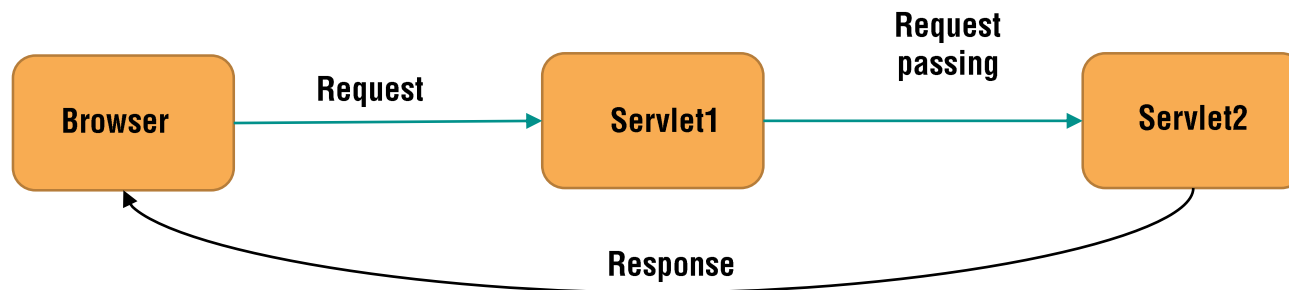 Request
passing
Browser
Request
Servlet1
Servlet2
Response